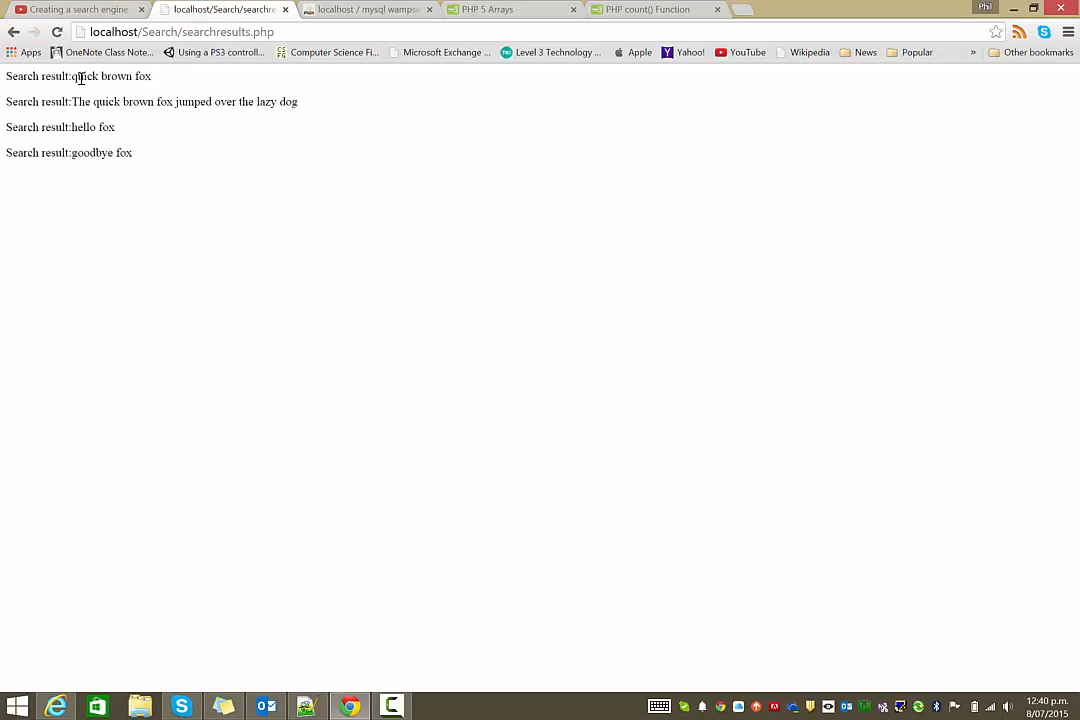 Creating a search engine
localhost/Search/searchre
localhost / mysql wampse
PHP 5 Arrays
PHP count() Function
Phil
localhost/Search/searchresults.php
Apps
OneNote Class Note...
Using a PS3 controll...
Computer Science Fi...
Microsoft Exchange ...
Level 3 Technology ...
Apple
Yahoo!
YouTube
Wikipedia
News
Popular
»
Other bookmarks
Search result:quick brown fox
Search result:The quick brown fox jumped over the lazy dog
Search result:hello fox
Search result:goodbye fox
12:40 p.m.
8/07/2015